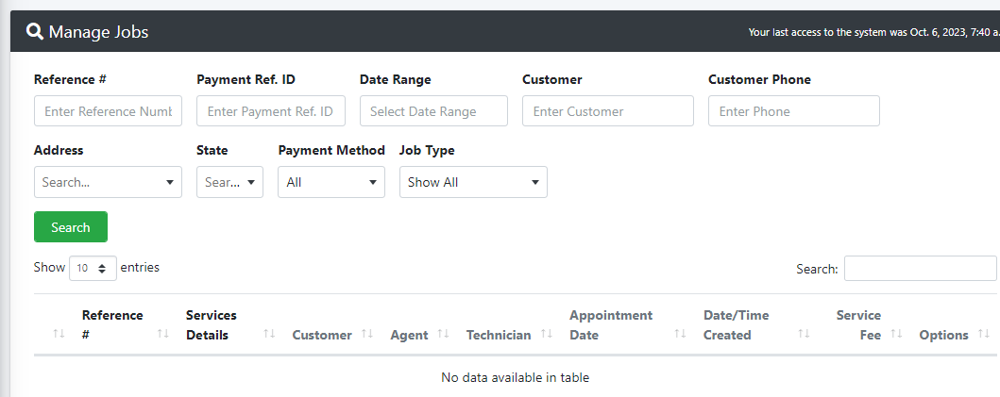 Manage Jobs
Your last access to the system was Oct. 6, 2023, 7:40 a.
Reference # Payment Ref. ID Date Range Customer Customer Phone
Enter Reference Numb Enter Payment Ref. ID Select Date Range Enter Customer Enter Phone
Address State Payment Method Job Type
Search... Sear... All Show All
Search
Show 10 entries Search:
Reference Services Appointment Date/Time Service
# Details Customer Agent Technician Date Created Fee Options
No data available in table